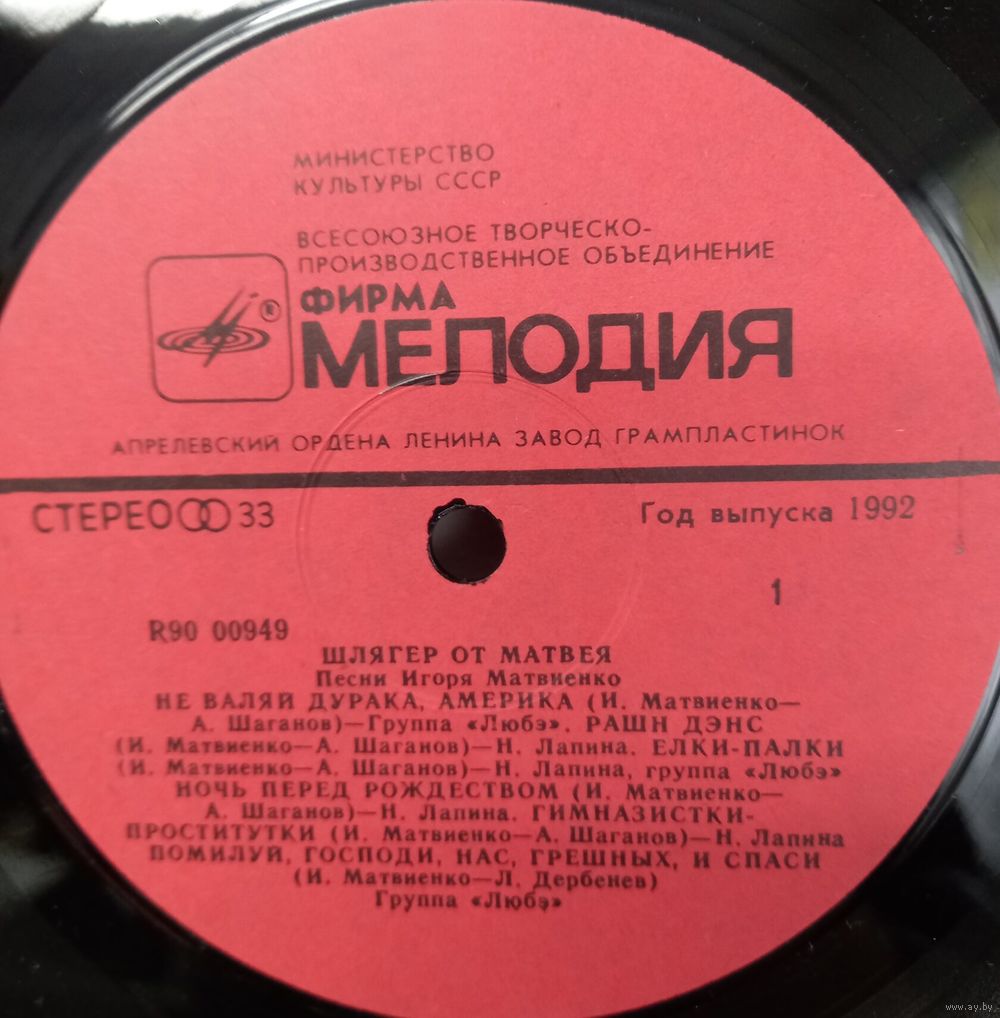 МИНИСТЕРСТВО
КУЛЬТУРЫ СССР
ВСЕСОЮЗНОЕ ТВОРЧЕСКО-
ПРОИЗВОДСТВЕННОЕ ОБЪЕДИНЕНИЕ
®
ФИРМА
МЕЛОДИЯ
АПРЕЛЕВСКИЙ ОРДЕНА ЛЕНИНА ЗАВОД ГРАМПЛАСТИНОК
СТЕРЕО 33
Год выпуска 1992
1
R90 00949
ШЛЯГЕР ОТ МАТВЕЯ
Песни Игоря Матвиенко
НЕ ВАЛЯЙ ДУРАКА, АМЕРИКА (И. Матвиенко—
А. Шаганов)—Группа «Любэ». РАШН ДЭНС
(И. Матвиенко—А. Шаганов)—Н. Лапина. ЕЛКИ-ПАЛКИ
(И. Матвиенко—А. Шаганов)—Н. Лапина, группа «Любэ»
НОЧЬ ПЕРЕД РОЖДЕСТВОМ (И. Матвиенко—
А. Шаганов)—Н. Лапина. ГИМНАЗИСТКИ-
ПРОСТИТУТКИ (И. Матвиенко—А. Шаганов)—Н. Лапина
ПОМИЛУЙ, ГОСПОДИ, НАС, ГРЕШНЫХ, И СПАСИ
(И. Матвиенко—Л. Дербенев)
Группа «Любэ»
www.ay.by